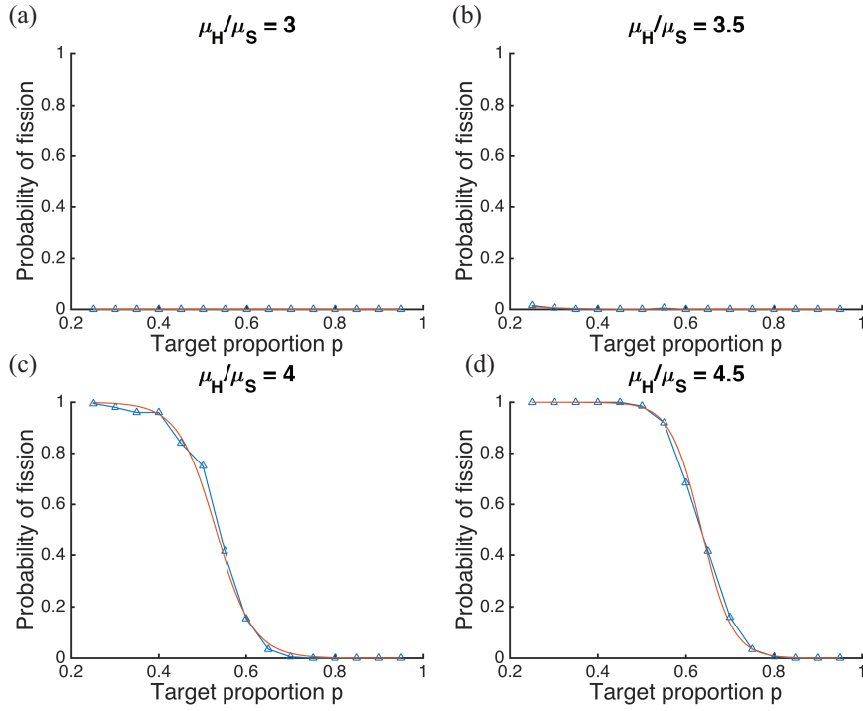 (a)
μH/μS = 3
1
0.8
0.6
0.4
0.2
0
Probability of fission
0.2 0.4 0.6 0.8 1
Target proportion p
(b)
μH/μS = 3.5
1
0.8
0.6
0.4
0.2
0
Probability of fission
0.2 0.4 0.6 0.8 1
Target proportion p
(c)
μH/μS = 4
1
0.8
0.6
0.4
0.2
0
Probability of fission
0.2 0.4 0.6 0.8 1
Target proportion p
(d)
μH/μS = 4.5
1
0.8
0.6
0.4
0.2
0
Probability of fission
0.2 0.4 0.6 0.8 1
Target proportion p